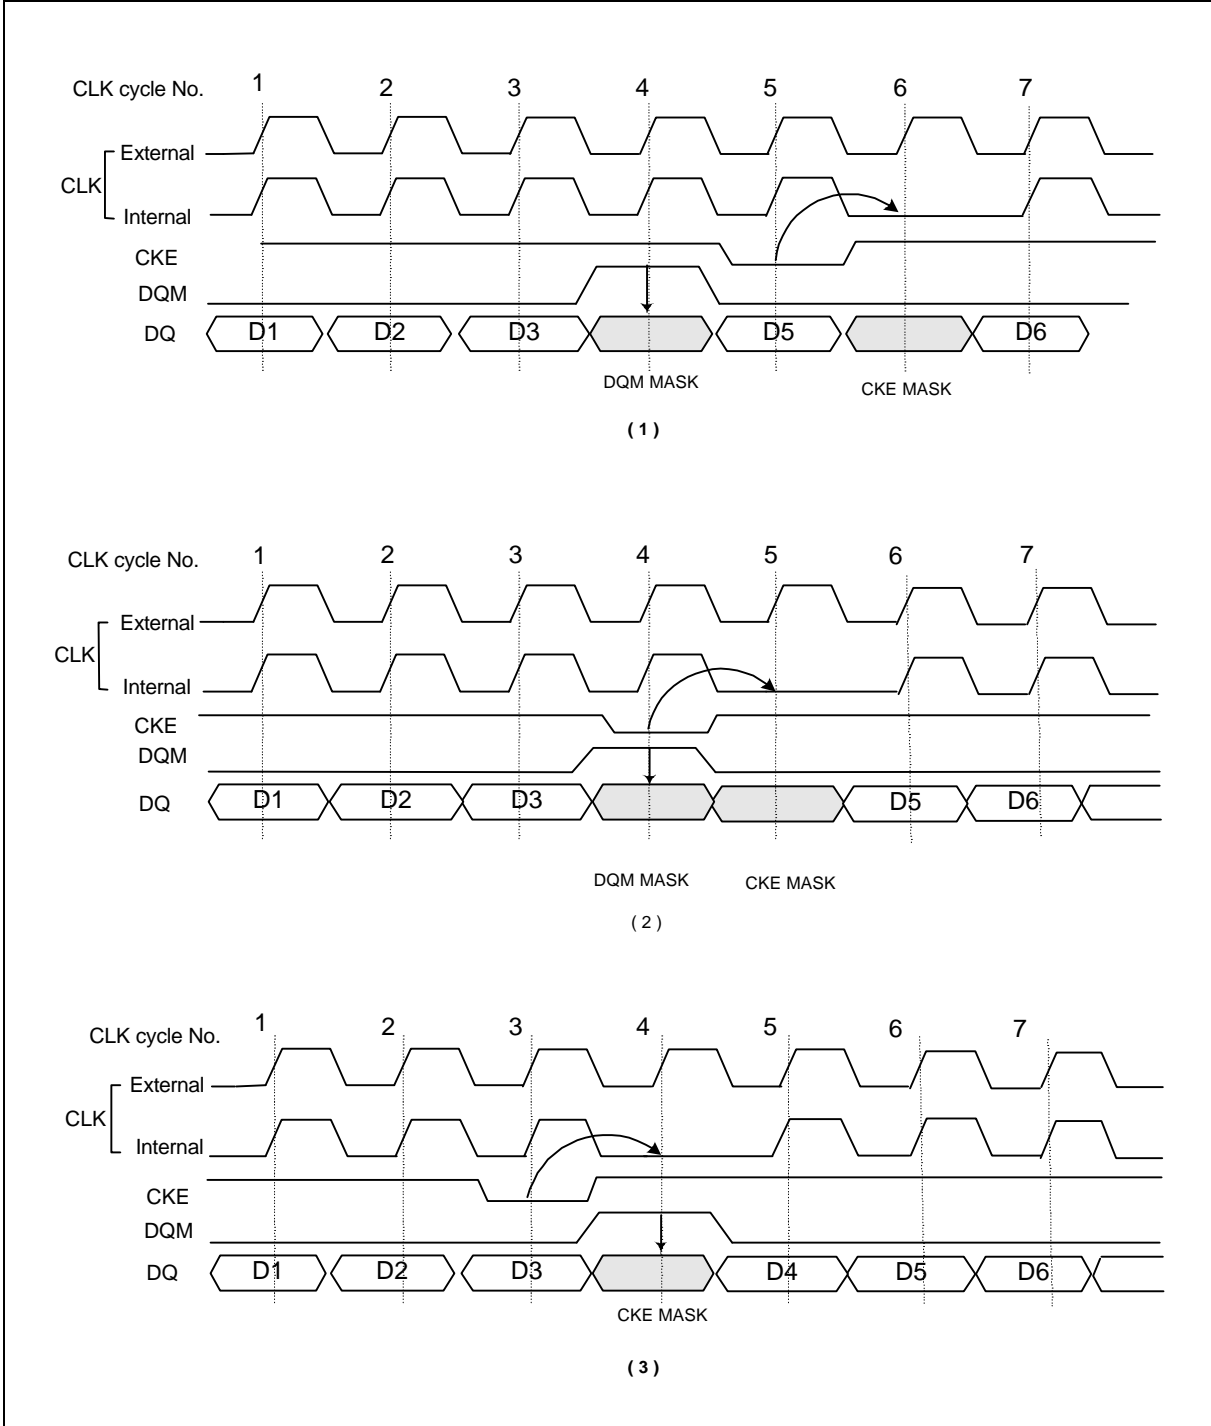 CLK cycle No. 1 2 3 4 5 6 7
External
CLK
Internal
CKE
DQM
DQ D1 D2 D3 D5 D6
DQM MASK CKE MASK
( 1 )
CLK cycle No. 1 2 3 4 5 6 7
External
CLK
Internal
CKE
DQM
DQ D1 D2 D3 D5 D6
DQM MASK CKE MASK
( 2 )
CLK cycle No. 1 2 3 4 5 6 7
External
CLK
Internal
CKE
DQM
DQ D1 D2 D3 D4 D5 D6
CKE MASK
( 3 )